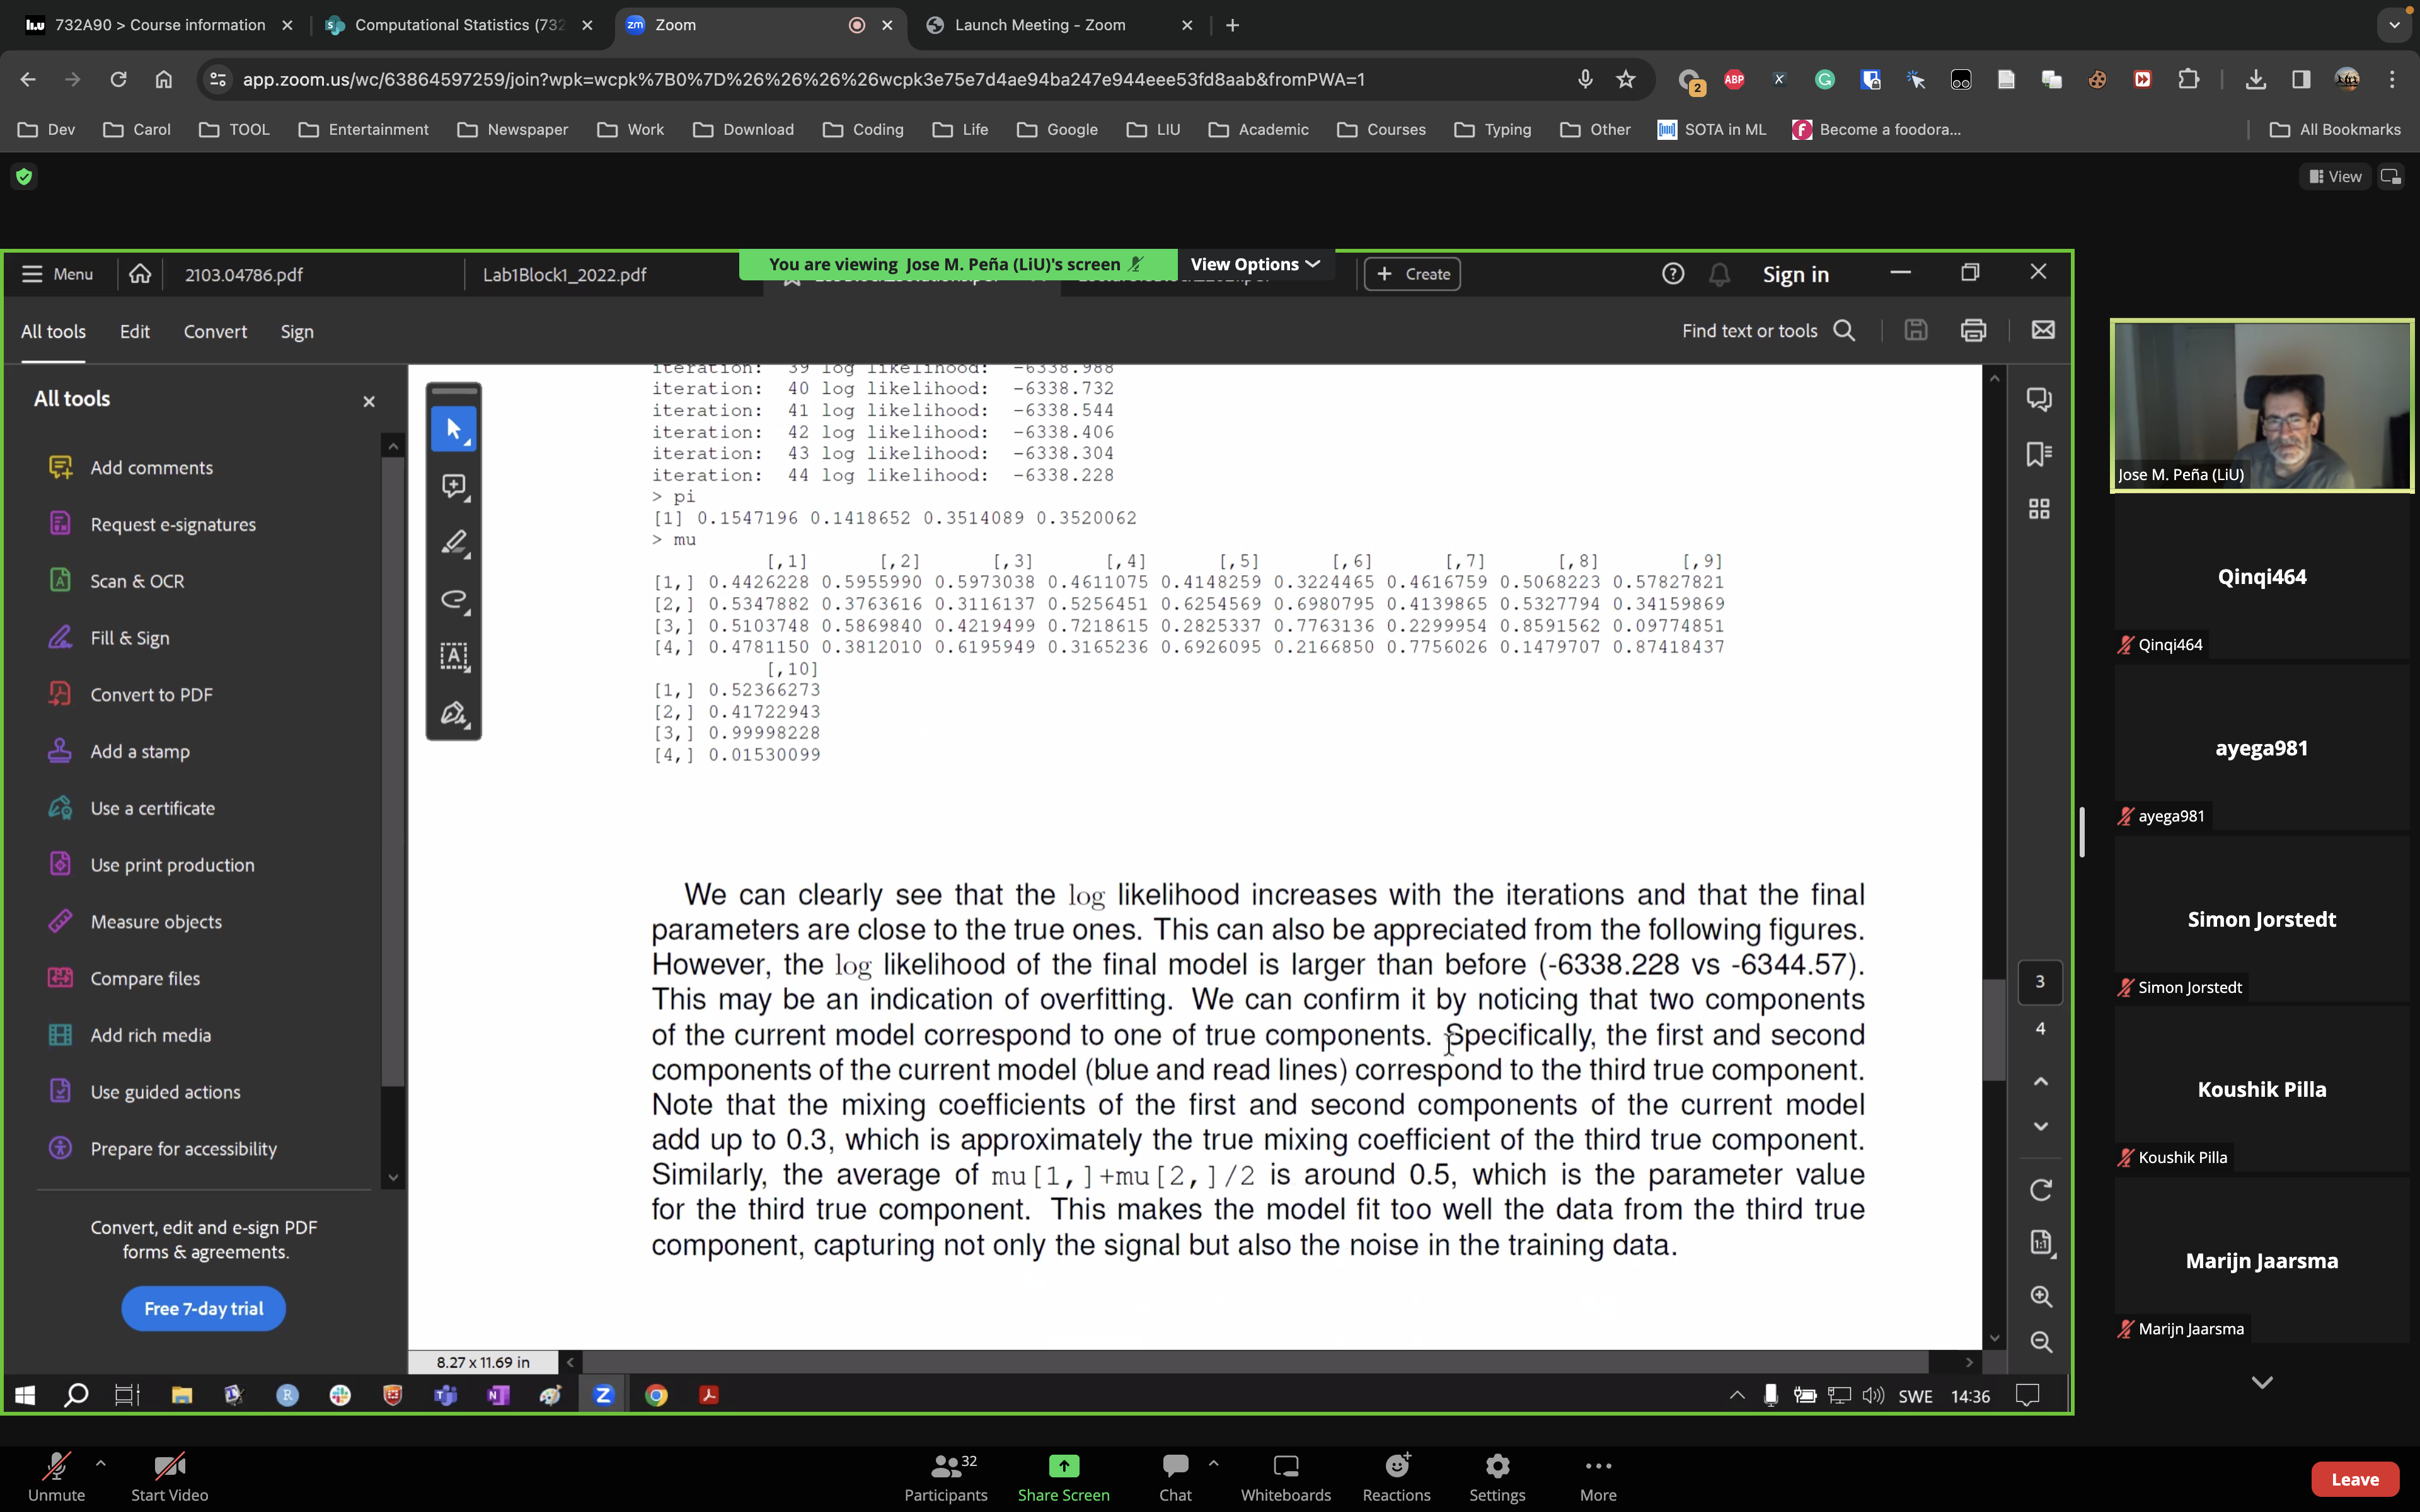 732A90 > Course information
Computational Statistics (732
Zoom
Launch Meeting - Zoom
app.zoom.us/wc/63864597259/join?wpk=wcpk%7B0%7D%26%26%26%26wcpk3e75e7d4ae94ba247e944eee53fd8aab&fromPWA=1
Dev Carol TOOL Entertainment Newspaper Work Download Coding Life Google LIU Academic Courses Typing Other SOTA in ML Become a foodora... All Bookmarks
View
Menu 2103.04786.pdf Lab1Block1_2022.pdf
You are viewing Jose M. Peña (LiU)'s screen View Options
Create Sign in
All tools Edit Convert Sign Find text or tools
All tools
Add comments
Request e-signatures
Scan & OCR
Fill & Sign
Convert to PDF
Add a stamp
Use a certificate
Use print production
Measure objects
Compare files
Add rich media
Use guided actions
Prepare for accessibility
Convert, edit and e-sign PDF
forms & agreements.
Free 7-day trial
iteration: 39 log likelihood: -6338.988
iteration: 40 log likelihood: -6338.732
iteration: 41 log likelihood: -6338.544
iteration: 42 log likelihood: -6338.406
iteration: 43 log likelihood: -6338.304
iteration: 44 log likelihood: -6338.228
> pi
[1] 0.1547196 0.1418652 0.3514089 0.3520062
> mu
[,1] [,2] [,3] [,4] [,5] [,6] [,7] [,8] [,9]
[1,] 0.4426228 0.5955990 0.5973038 0.4611075 0.4148259 0.3224465 0.4616759 0.5068223 0.57827821
[2,] 0.5347882 0.3763616 0.3116137 0.5256451 0.6254569 0.6980795 0.4139865 0.5327794 0.34159869
[3,] 0.5103748 0.5869840 0.4219499 0.7218615 0.2825337 0.7763136 0.2299954 0.8591562 0.09774851
[4,] 0.4781150 0.3812010 0.6195949 0.3165236 0.6926095 0.2166850 0.7756026 0.1479707 0.87418437
[,10]
[1,] 0.52366273
[2,] 0.41722943
[3,] 0.99998228
[4,] 0.01530099
We can clearly see that the log likelihood increases with the iterations and that the final
parameters are close to the true ones. This can also be appreciated from the following figures.
However, the log likelihood of the final model is larger than before (-6338.228 vs -6344.57).
This may be an indication of overfitting. We can confirm it by noticing that two components
of the current model correspond to one of true components. Specifically, the first and second
components of the current model (blue and read lines) correspond to the third true component.
Note that the mixing coefficients of the first and second components of the current model
add up to 0.3, which is approximately the true mixing coefficient of the third true component.
Similarly, the average of mu[1,]+mu[2,]/2 is around 0.5, which is the parameter value
for the third true component. This makes the model fit too well the data from the third true
component, capturing not only the signal but also the noise in the training data.
3
4
8.27 x 11.69 in
SWE 14:36
Jose M. Peña (LiU)
Qinqi464
Qinqi464
ayega981
ayega981
Simon Jorstedt
Simon Jorstedt
Koushik Pilla
Koushik Pilla
Marijn Jaarsma
Marijn Jaarsma
Unmute Start Video Participants 32 Share Screen Chat Whiteboards Reactions Settings More Leave